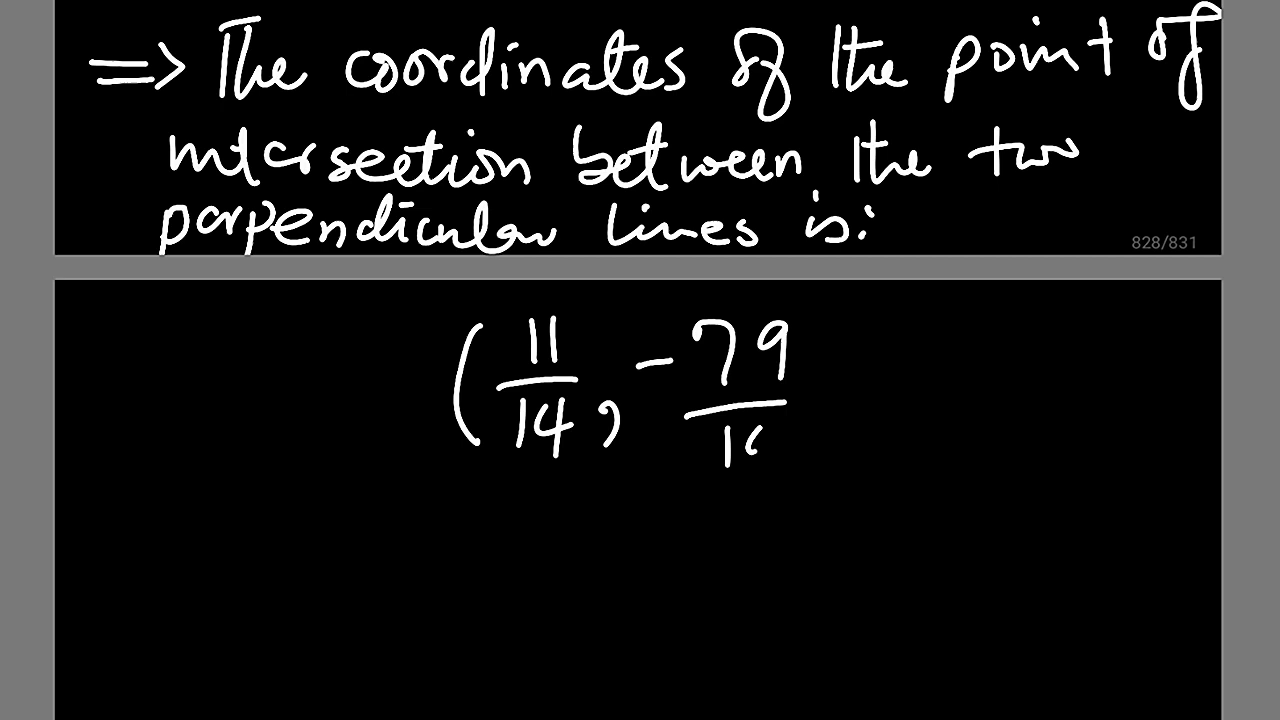 => The coordinates of the point of
intersection between the two
perpendicular lines is:
828/831
( 11/14 , - 79/1